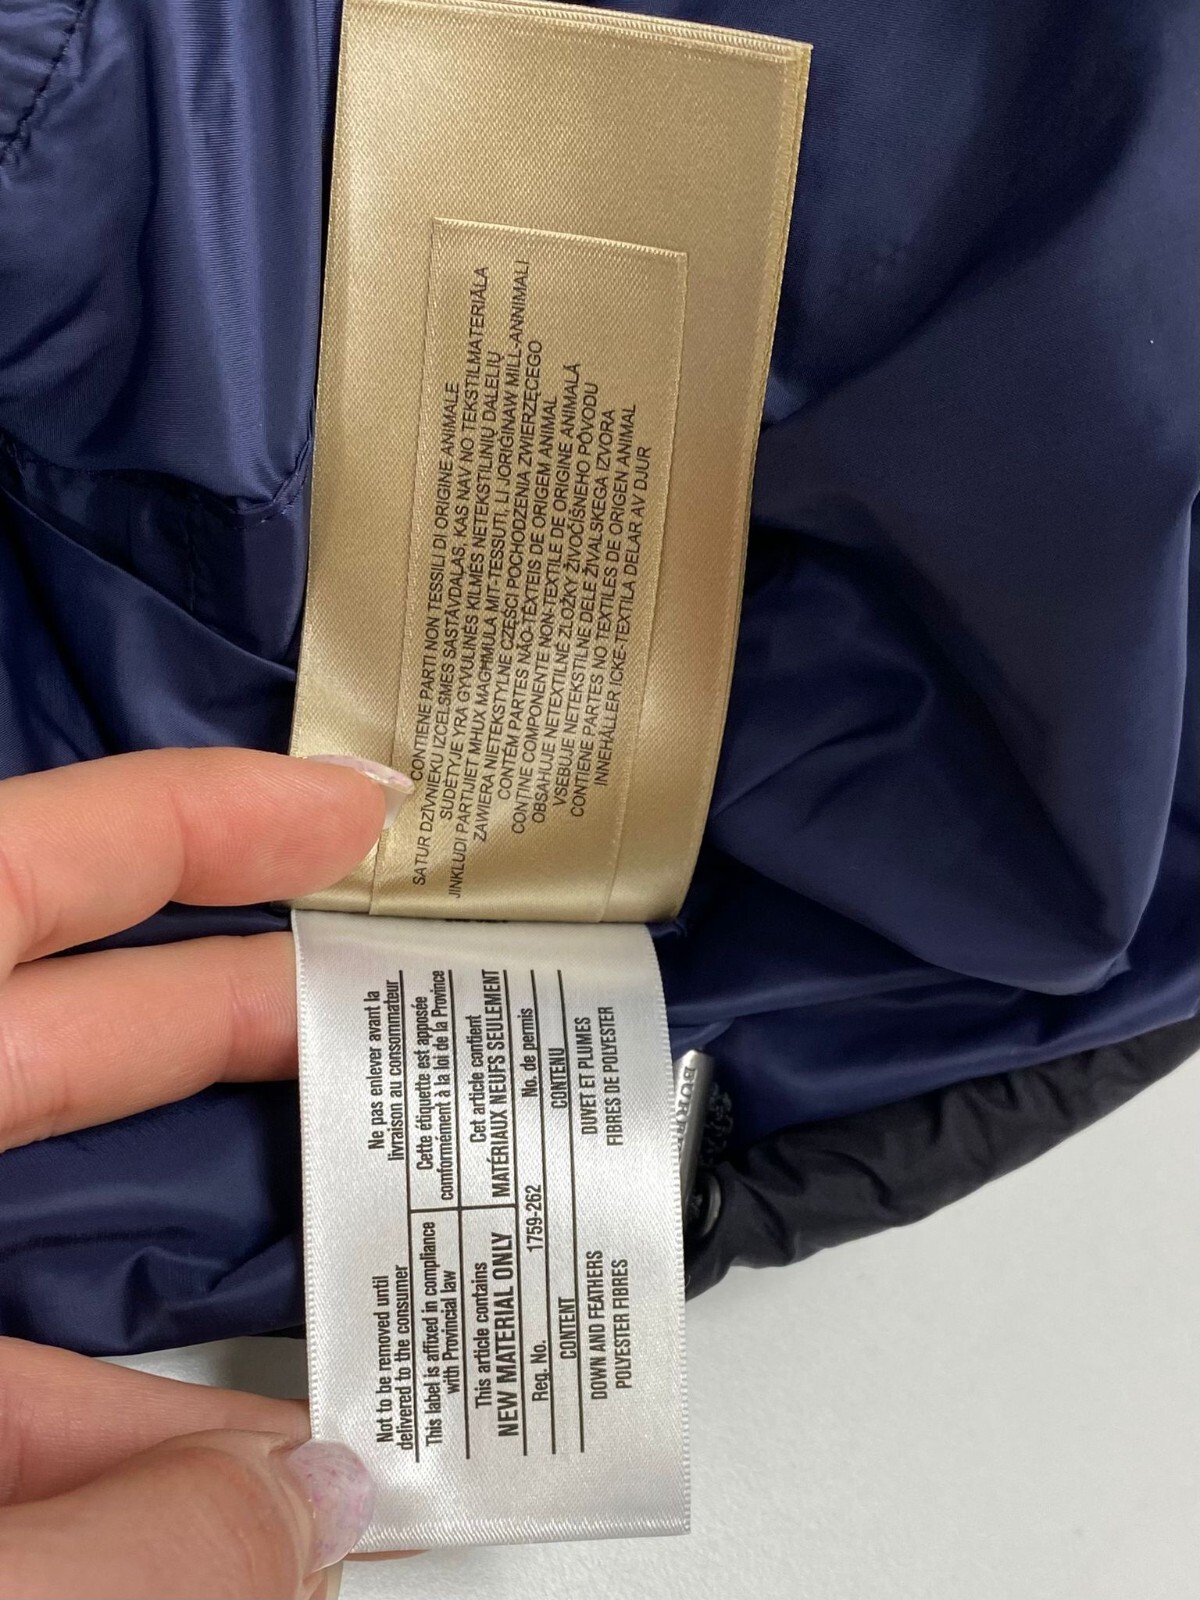 CONTIENE PARTI NON TESSILI DI ORIGINE ANIMALE
SATUR DZĪVNIEKU IZCELSMES SASTĀVDAĻAS, KAS NAV NO TEKSTILMATERIĀLA
SUDĖTYJE YRA GYVULINĖS KILMĖS NETEKSTILINIŲ DALELIŲ
JINKLUDI PARTIJIET MHUX MAGĦMULA MIT-TESSUTI, LI JORIĠINAW MILL-ANNIMALI
ZAWIERA NIETEKSTYLNE CZĘŚCI POCHODZENIA ZWIERZĘCEGO
CONTÉM PARTES NÃO-TÊXTEIS DE ORIGEM ANIMAL
CONȚINE COMPONENTE NON-TEXTILE DE ORIGINE ANIMALĂ
OBSAHUJE NETEXTILNÉ ZLOŽKY ŽIVOČÍŠNEHO PÔVODU
VSEBUJE NETEKSTILNE DELE ŽIVALSKEGA IZVORA
CONTIENE PARTES NO TEXTILES DE ORIGEN ANIMAL
INNEHÅLLER ICKE-TEXTILA DELAR AV DJUR
Not to be removed until
delivered to the consumer
Ne pas enlever avant la
livraison au consommateur
This label is affixed in compliance
with Provincial law
Cette étiquette est apposée
conformément à la loi de la Province
This article contains
NEW MATERIAL ONLY
Cet article contient
MATÉRIAUX NEUFS SEULEMENT
Reg. No. 1759-262 No. de permis
CONTENT CONTENU
DOWN AND FEATHERS DUVET ET PLUMES
POLYESTER FIBRES FIBRES DE POLYESTER